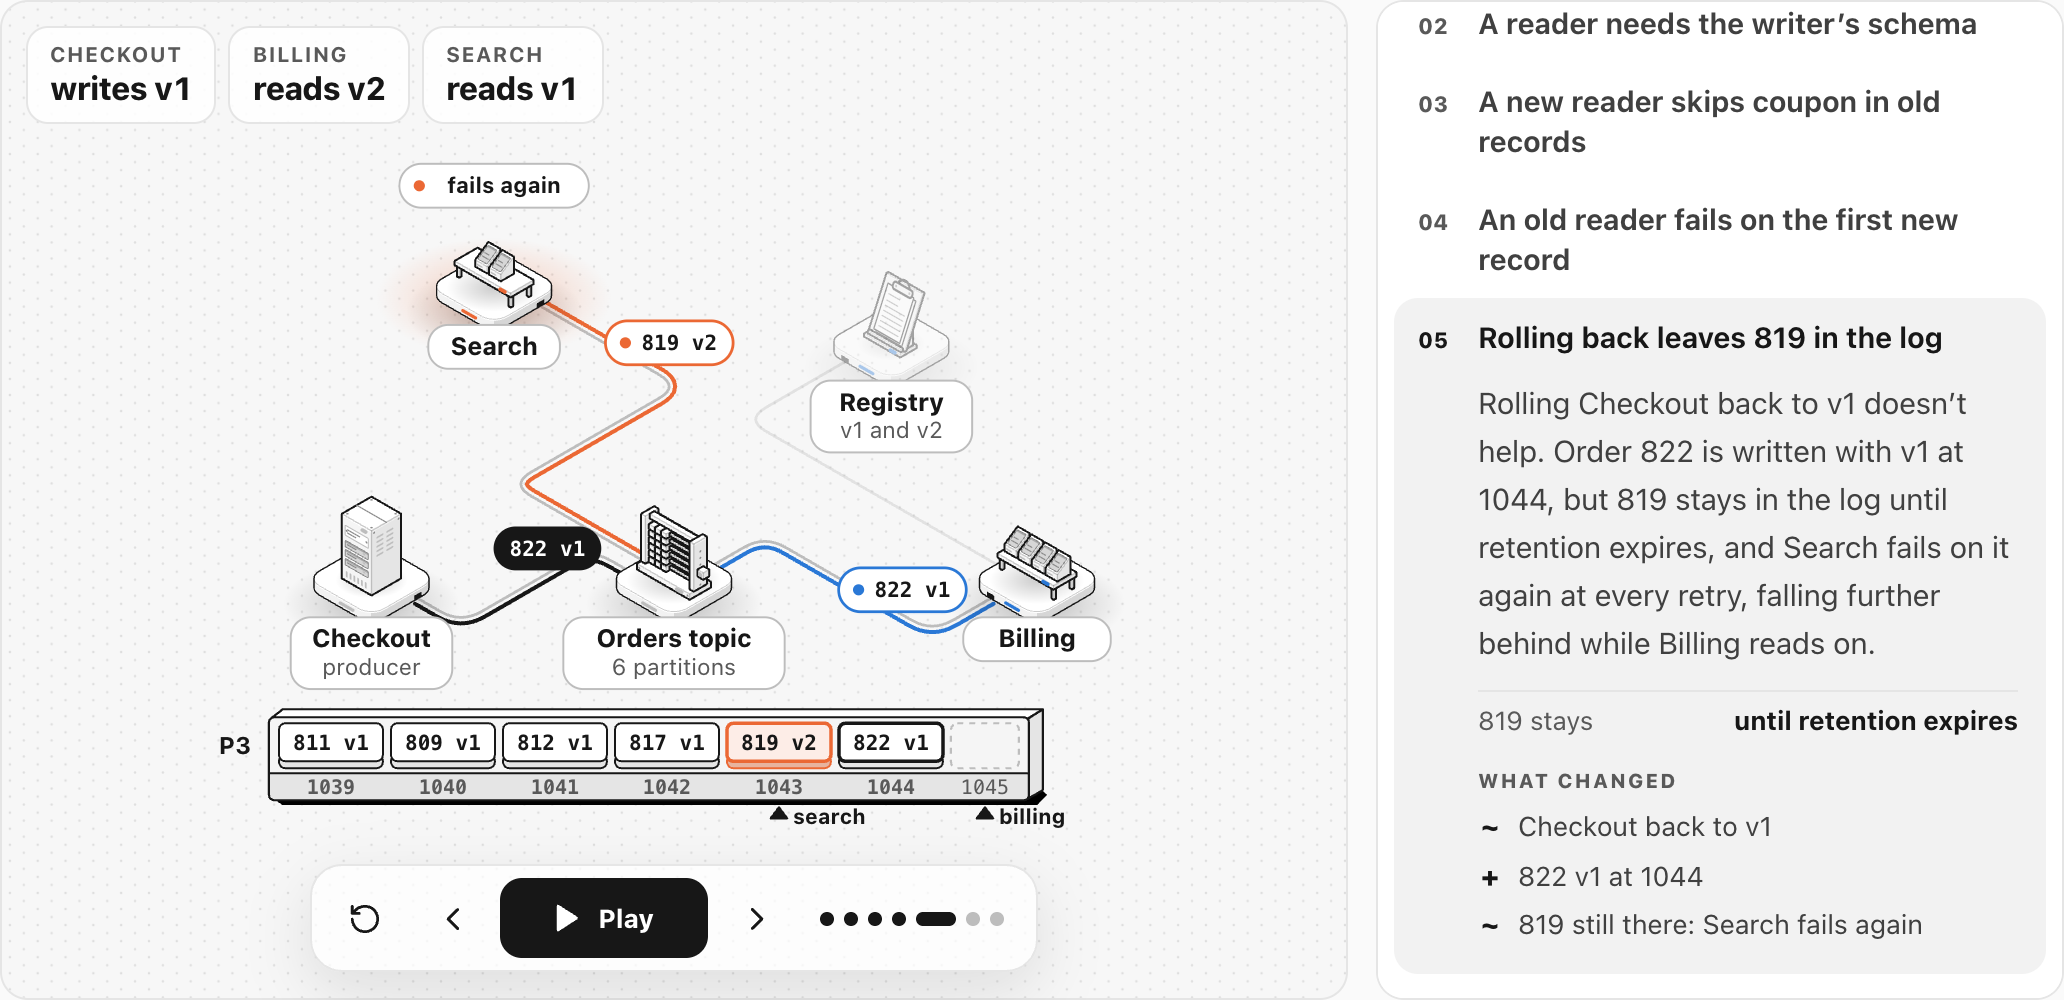 CHECKOUT
writes v1
BILLING
reads v2
SEARCH
reads v1
fails again
Search
819 v2
Registry
v1 and v2
822 v1
822 v1
Checkout
producer
Orders topic
6 partitions
Billing
P3
811 v1
809 v1
812 v1
817 v1
819 v2
822 v1
1039
1040
1041
1042
1043
1044
1045
search
billing
Play
02
A reader needs the writer’s schema
03
A new reader skips coupon in old
records
04
An old reader fails on the first new
record
05
Rolling back leaves 819 in the log
Rolling Checkout back to v1 doesn’t
help. Order 822 is written with v1 at
1044, but 819 stays in the log until
retention expires, and Search fails on it
again at every retry, falling further
behind while Billing reads on.
819 stays
until retention expires
WHAT CHANGED
~ Checkout back to v1
+ 822 v1 at 1044
~ 819 still there: Search fails again